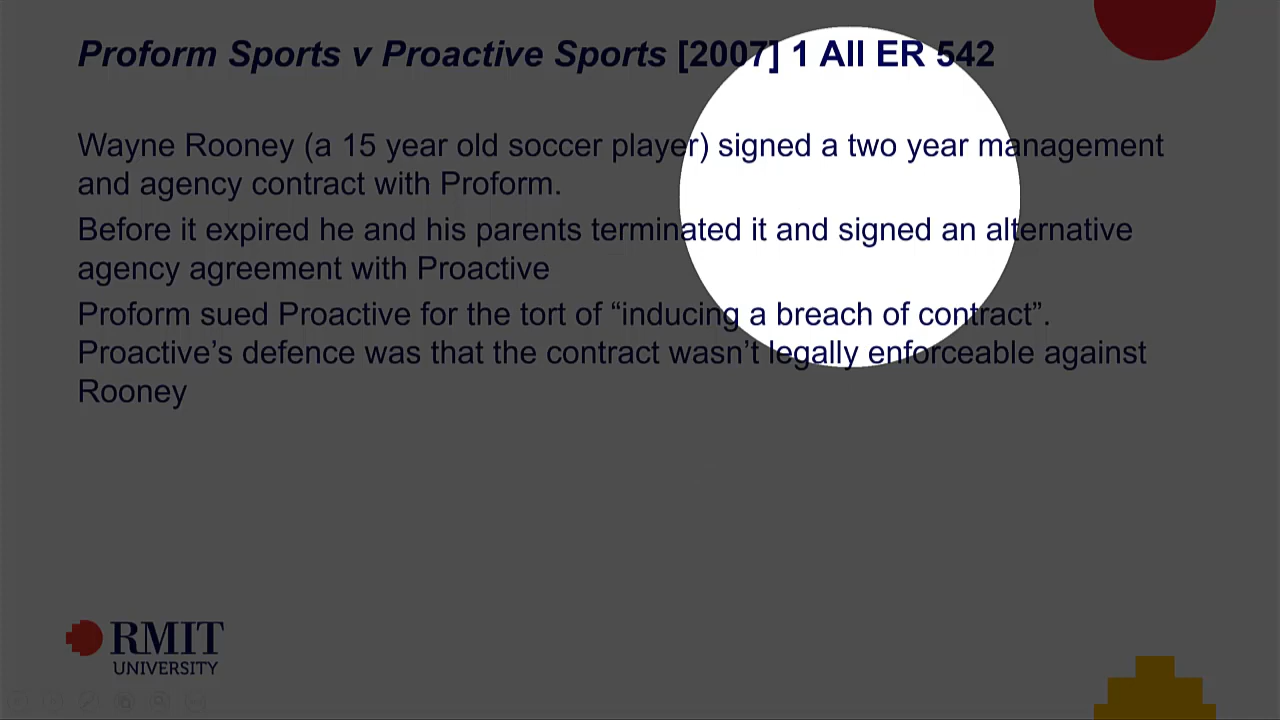 Proform Sports v Proactive Sports [2007] 1 All ER 542
Wayne Rooney (a 15 year old soccer player) signed a two year management
and agency contract with Proform.
Before it expired he and his parents terminated it and signed an alternative
agency agreement with Proactive
Proform sued Proactive for the tort of “inducing a breach of contract”.
Proactive’s defence was that the contract wasn’t legally enforceable against
Rooney
RMIT
UNIVERSITY